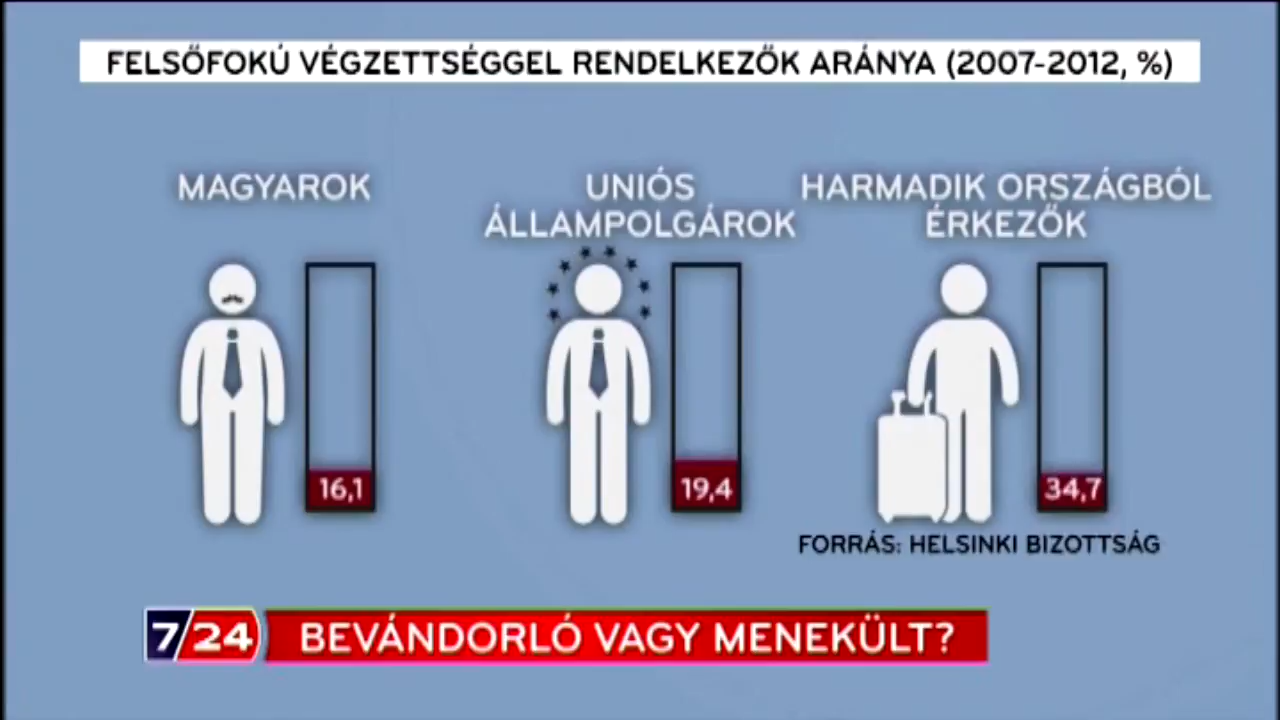 FELSŐFOKÚ VÉGZETTSÉGGEL RENDELKEZŐK ARÁNYA (2007-2012, %)
MAGYAROK
UNIÓS
ÁLLAMPOLGÁROK
HARMADIK ORSZÁGBÓL
ÉRKEZŐK
16,1
19,4
34,7
FORRÁS: HELSINKI BIZOTTSÁG
7/24 BEVÁNDORLÓ VAGY MENEKÜLT?